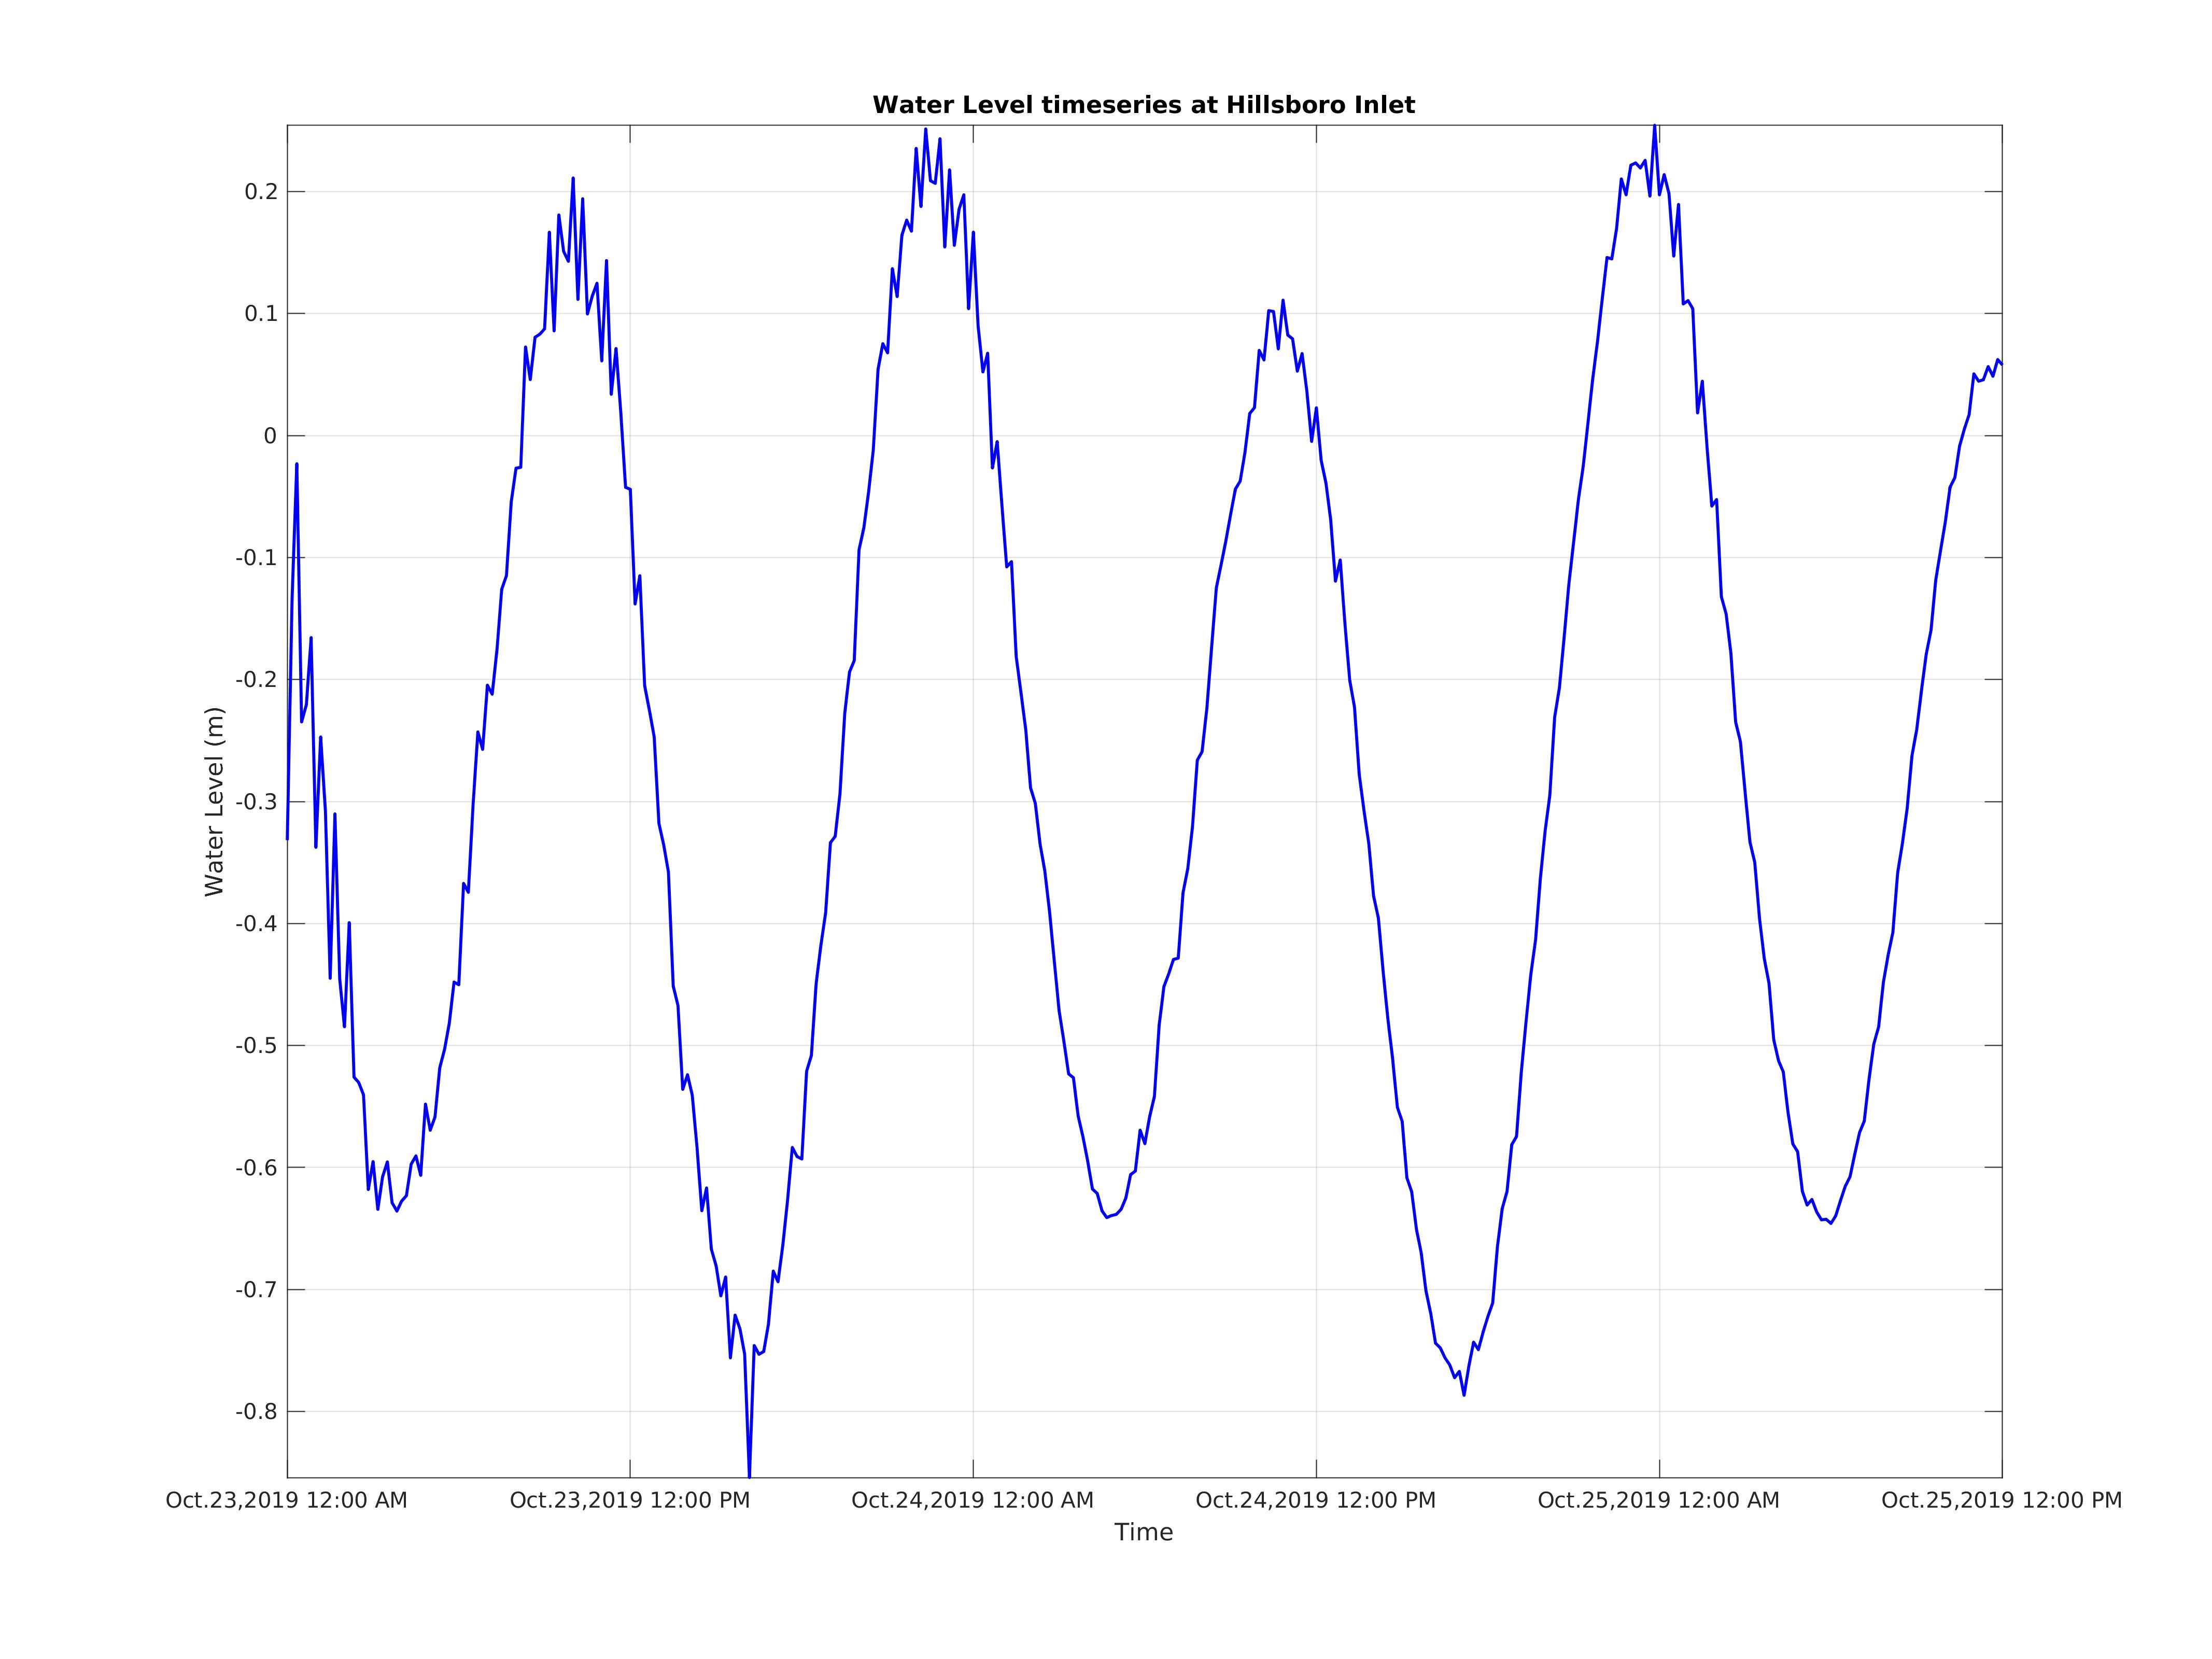 Water Level timeseries at Hillsboro Inlet
0.2
0.1
0
-0.1
-0.2
-0.3
-0.4
-0.5
-0.6
-0.7
-0.8
Water Level (m)
Oct.23,2019 12:00 AM
Oct.23,2019 12:00 PM
Oct.24,2019 12:00 AM
Oct.24,2019 12:00 PM
Oct.25,2019 12:00 AM
Oct.25,2019 12:00 PM
Time